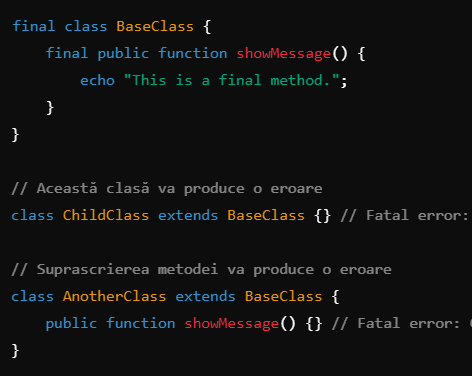 final class BaseClass {
    final public function showMessage() {
        echo "This is a final method.";
    }
}
// Această clasă va produce o eroare
class ChildClass extends BaseClass {} // Fatal error:
// Suprascrierea metodei va produce o eroare
class AnotherClass extends BaseClass {
    public function showMessage() {} // Fatal error:
}